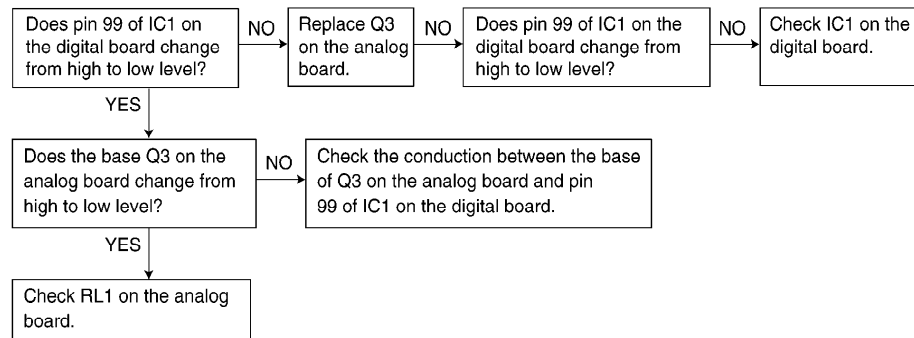 Does pin 99 of IC1 on
the digital board change
from high to low level?
NO
Replace Q3
on the analog
board.
NO
Does pin 99 of IC1 on the
digital board change from
high to low level?
NO
Check IC1 on the
digital board.
YES
Does the base Q3 on the
analog board change from
high to low level?
NO
Check the conduction between the base
of Q3 on the analog board and pin
99 of IC1 on the digital board.
YES
Check RL1 on the analog
board.